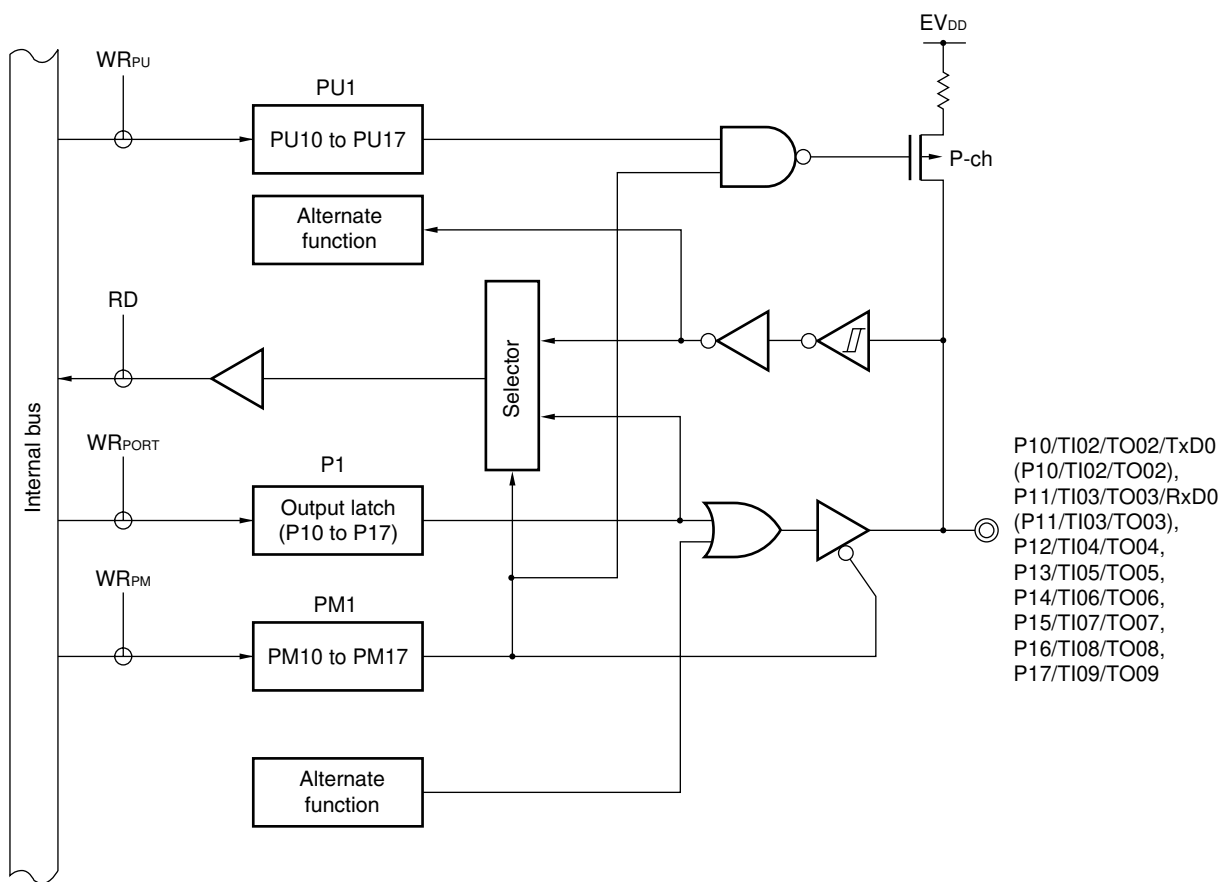 EVDD
WRPU
PU1
PU10 to PU17
P-ch
Alternate
function
RD
Selector
Internal bus
WRPORT
P1
Output latch
(P10 to P17)
WRPM
PM1
PM10 to PM17
Alternate
function
P10/TI02/TO02/TxD0
(P10/TI02/TO02),
P11/TI03/TO03/RxD0
(P11/TI03/TO03),
P12/TI04/TO04,
P13/TI05/TO05,
P14/TI06/TO06,
P15/TI07/TO07,
P16/TI08/TO08,
P17/TI09/TO09